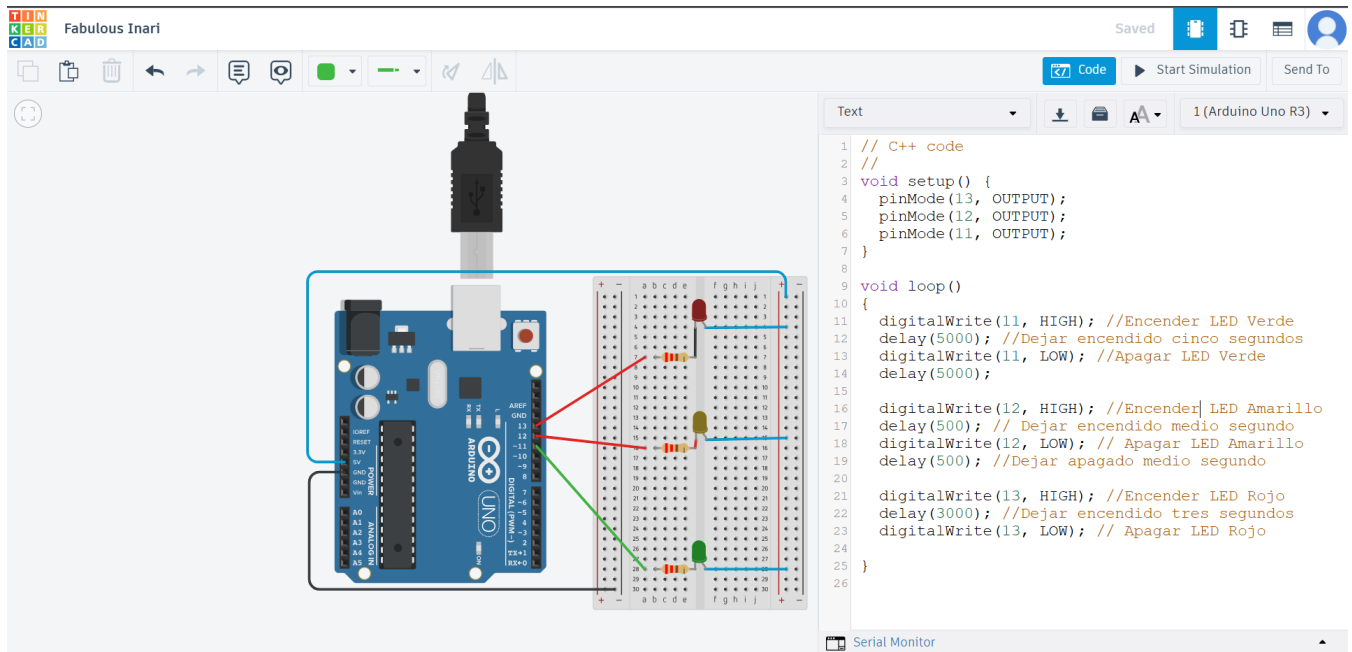 TINKERCAD
Fabulous Inari
Saved
Code
Start Simulation
Send To
Text
1 (Arduino Uno R3)
1 // C++ code
2 //
3 void setup() {
4 pinMode(13, OUTPUT);
5 pinMode(12, OUTPUT);
6 pinMode(11, OUTPUT);
7 }
8
9 void loop()
10 {
11 digitalWrite(11, HIGH); //Encender LED Verde
12 delay(5000); //Dejar encendido cinco segundos
13 digitalWrite(11, LOW); //Apagar LED Verde
14 delay(5000);
15
16 digitalWrite(12, HIGH); //Encender LED Amarillo
17 delay(500); // Dejar encendido medio segundo
18 digitalWrite(12, LOW); // Apagar LED Amarillo
19 delay(500); //Dejar apagado medio segundo
20
21 digitalWrite(13, HIGH); //Encender LED Rojo
22 delay(3000); //Dejar encendido tres segundos
23 digitalWrite(13, LOW); // Apagar LED Rojo
24
25 }
26
Serial Monitor
AREF
GND
13
12
~11
~10
~9
8
7
~6
~5
4
~3
2
TX→1
RX←0
DIGITAL (PWM~)
IOREF
RESET
3.3V
5V
GND
GND
Vin
POWER
A0
A1
A2
A3
A4
A5
ANALOG IN
TX
RX
L
ON
ARDUINO
UNO
a b c d e
f g h i j
+ −
+ −
a b c d e
f g h i j
+ −
+ −